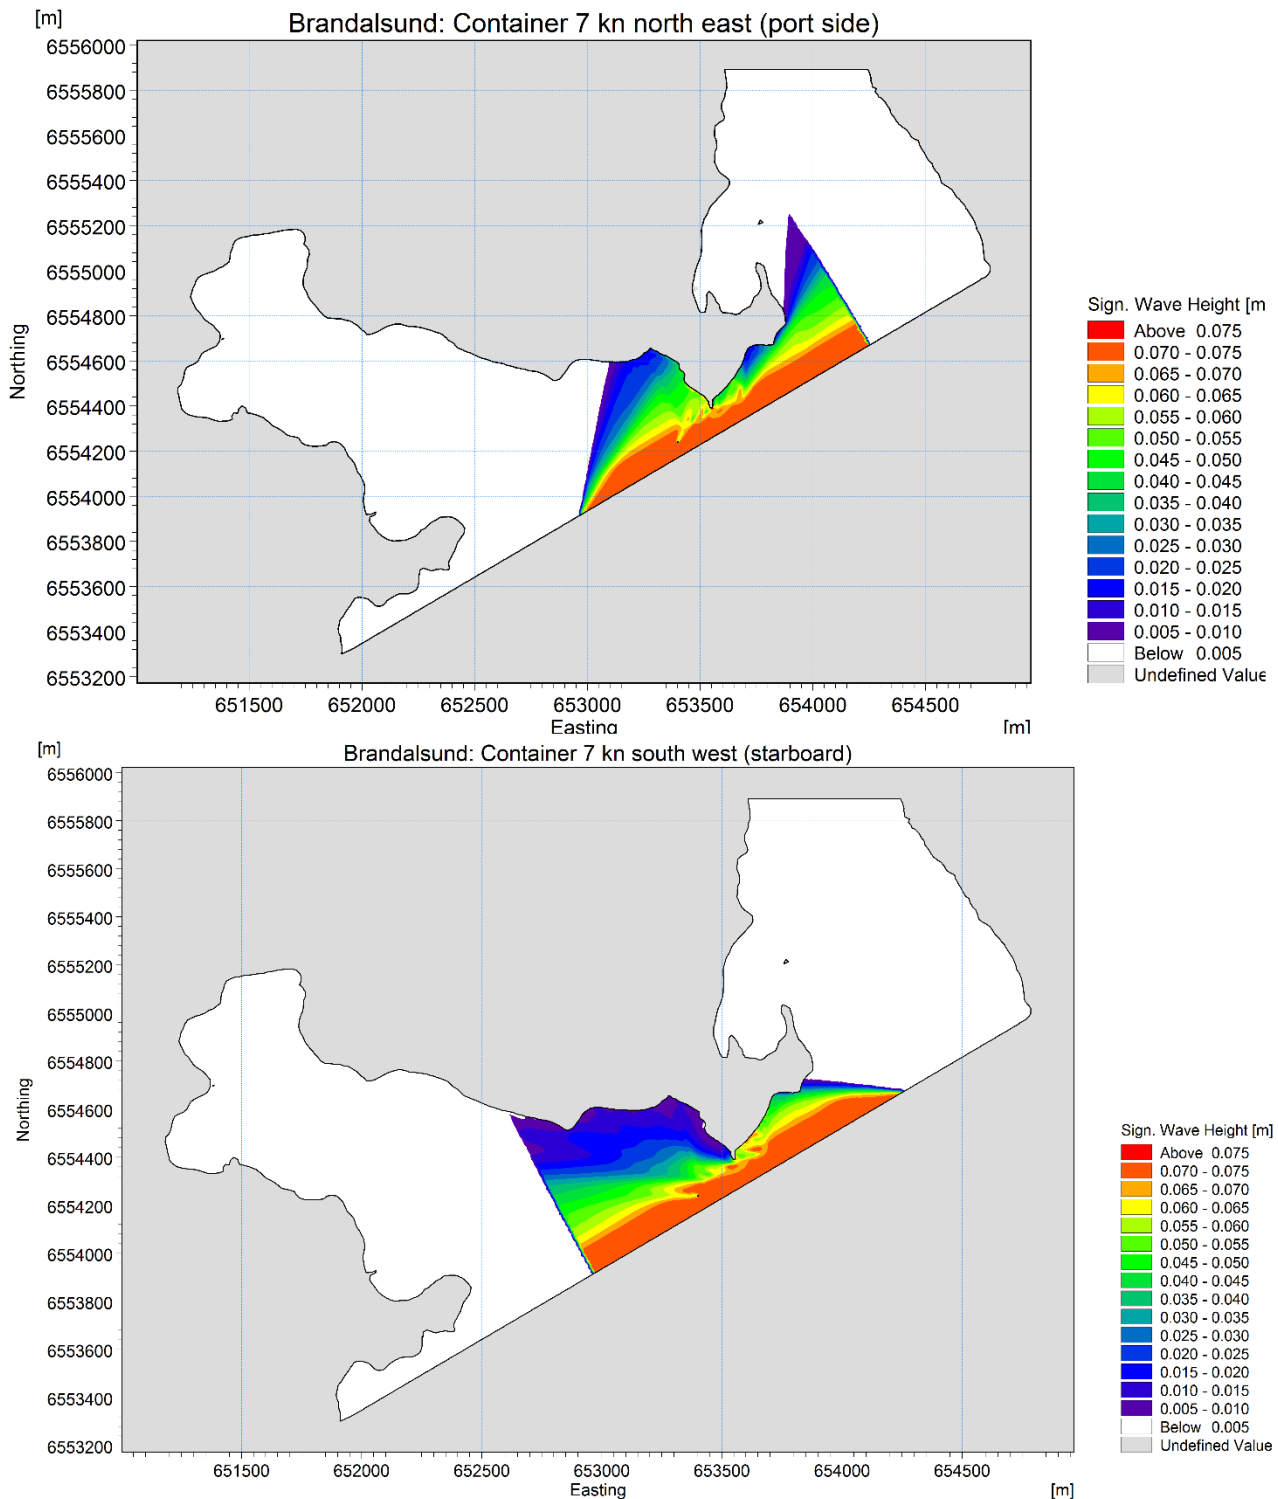 [m]
Brandalsund: Container 7 kn north east (port side)
6556000
6555800
6555600
6555400
6555200
6555000
6554800
6554600
6554400
6554200
6554000
6553800
6553600
6553400
6553200
Northing
651500 652000 652500 653000 653500 654000 654500
Easting [m]
Sign. Wave Height [m
Above 0.075
0.070 - 0.075
0.065 - 0.070
0.060 - 0.065
0.055 - 0.060
0.050 - 0.055
0.045 - 0.050
0.040 - 0.045
0.035 - 0.040
0.030 - 0.035
0.025 - 0.030
0.020 - 0.025
0.015 - 0.020
0.010 - 0.015
0.005 - 0.010
Below 0.005
Undefined Value
[m]
Brandalsund: Container 7 kn south west (starboard)
6556000
6555800
6555600
6555400
6555200
6555000
6554800
6554600
6554400
6554200
6554000
6553800
6553600
6553400
6553200
Northing
651500 652000 652500 653000 653500 654000 654500
Easting [m]
Sign. Wave Height [m]
Above 0.075
0.070 - 0.075
0.065 - 0.070
0.060 - 0.065
0.055 - 0.060
0.050 - 0.055
0.045 - 0.050
0.040 - 0.045
0.035 - 0.040
0.030 - 0.035
0.025 - 0.030
0.020 - 0.025
0.015 - 0.020
0.010 - 0.015
0.005 - 0.010
Below 0.005
Undefined Value